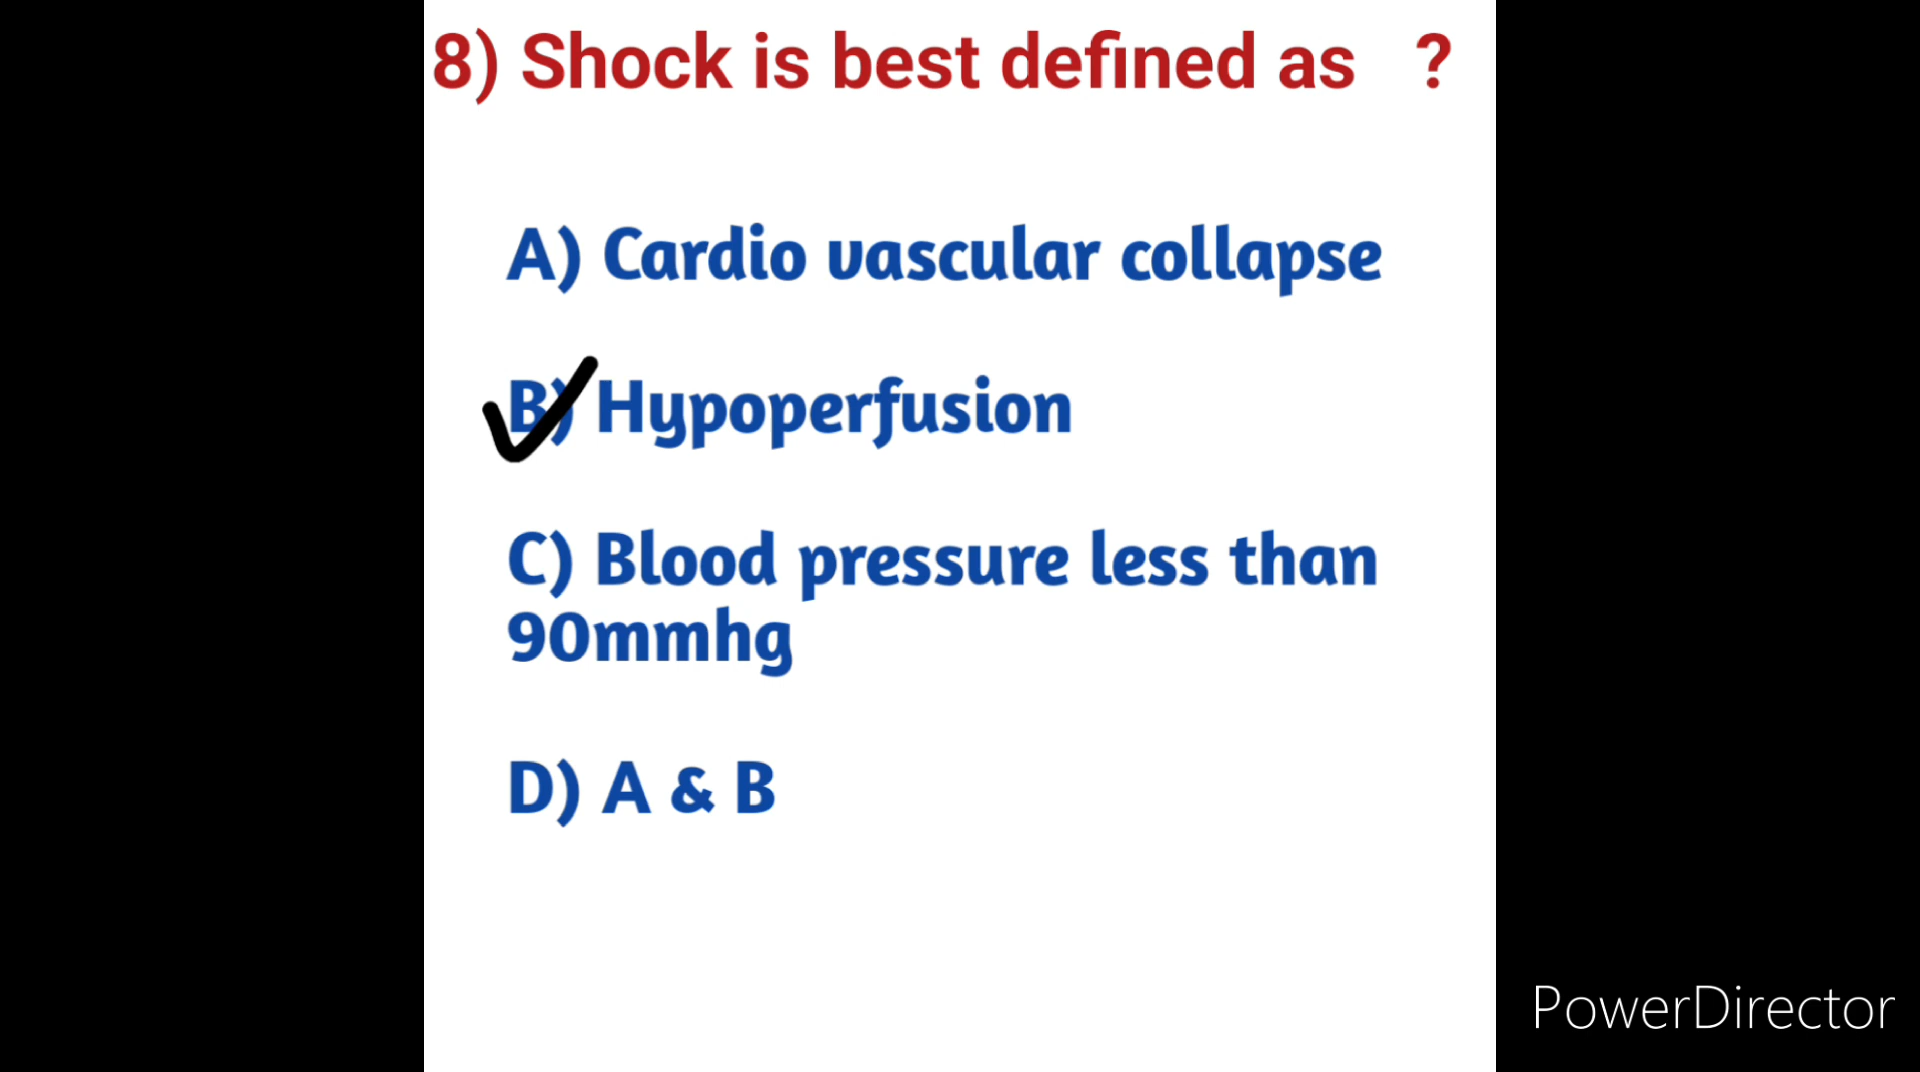 8) Shock is best defined as ?
A) Cardio vascular collapse
B) Hypoperfusion
C) Blood pressure less than
90mmhg
D) A & B
PowerDirector